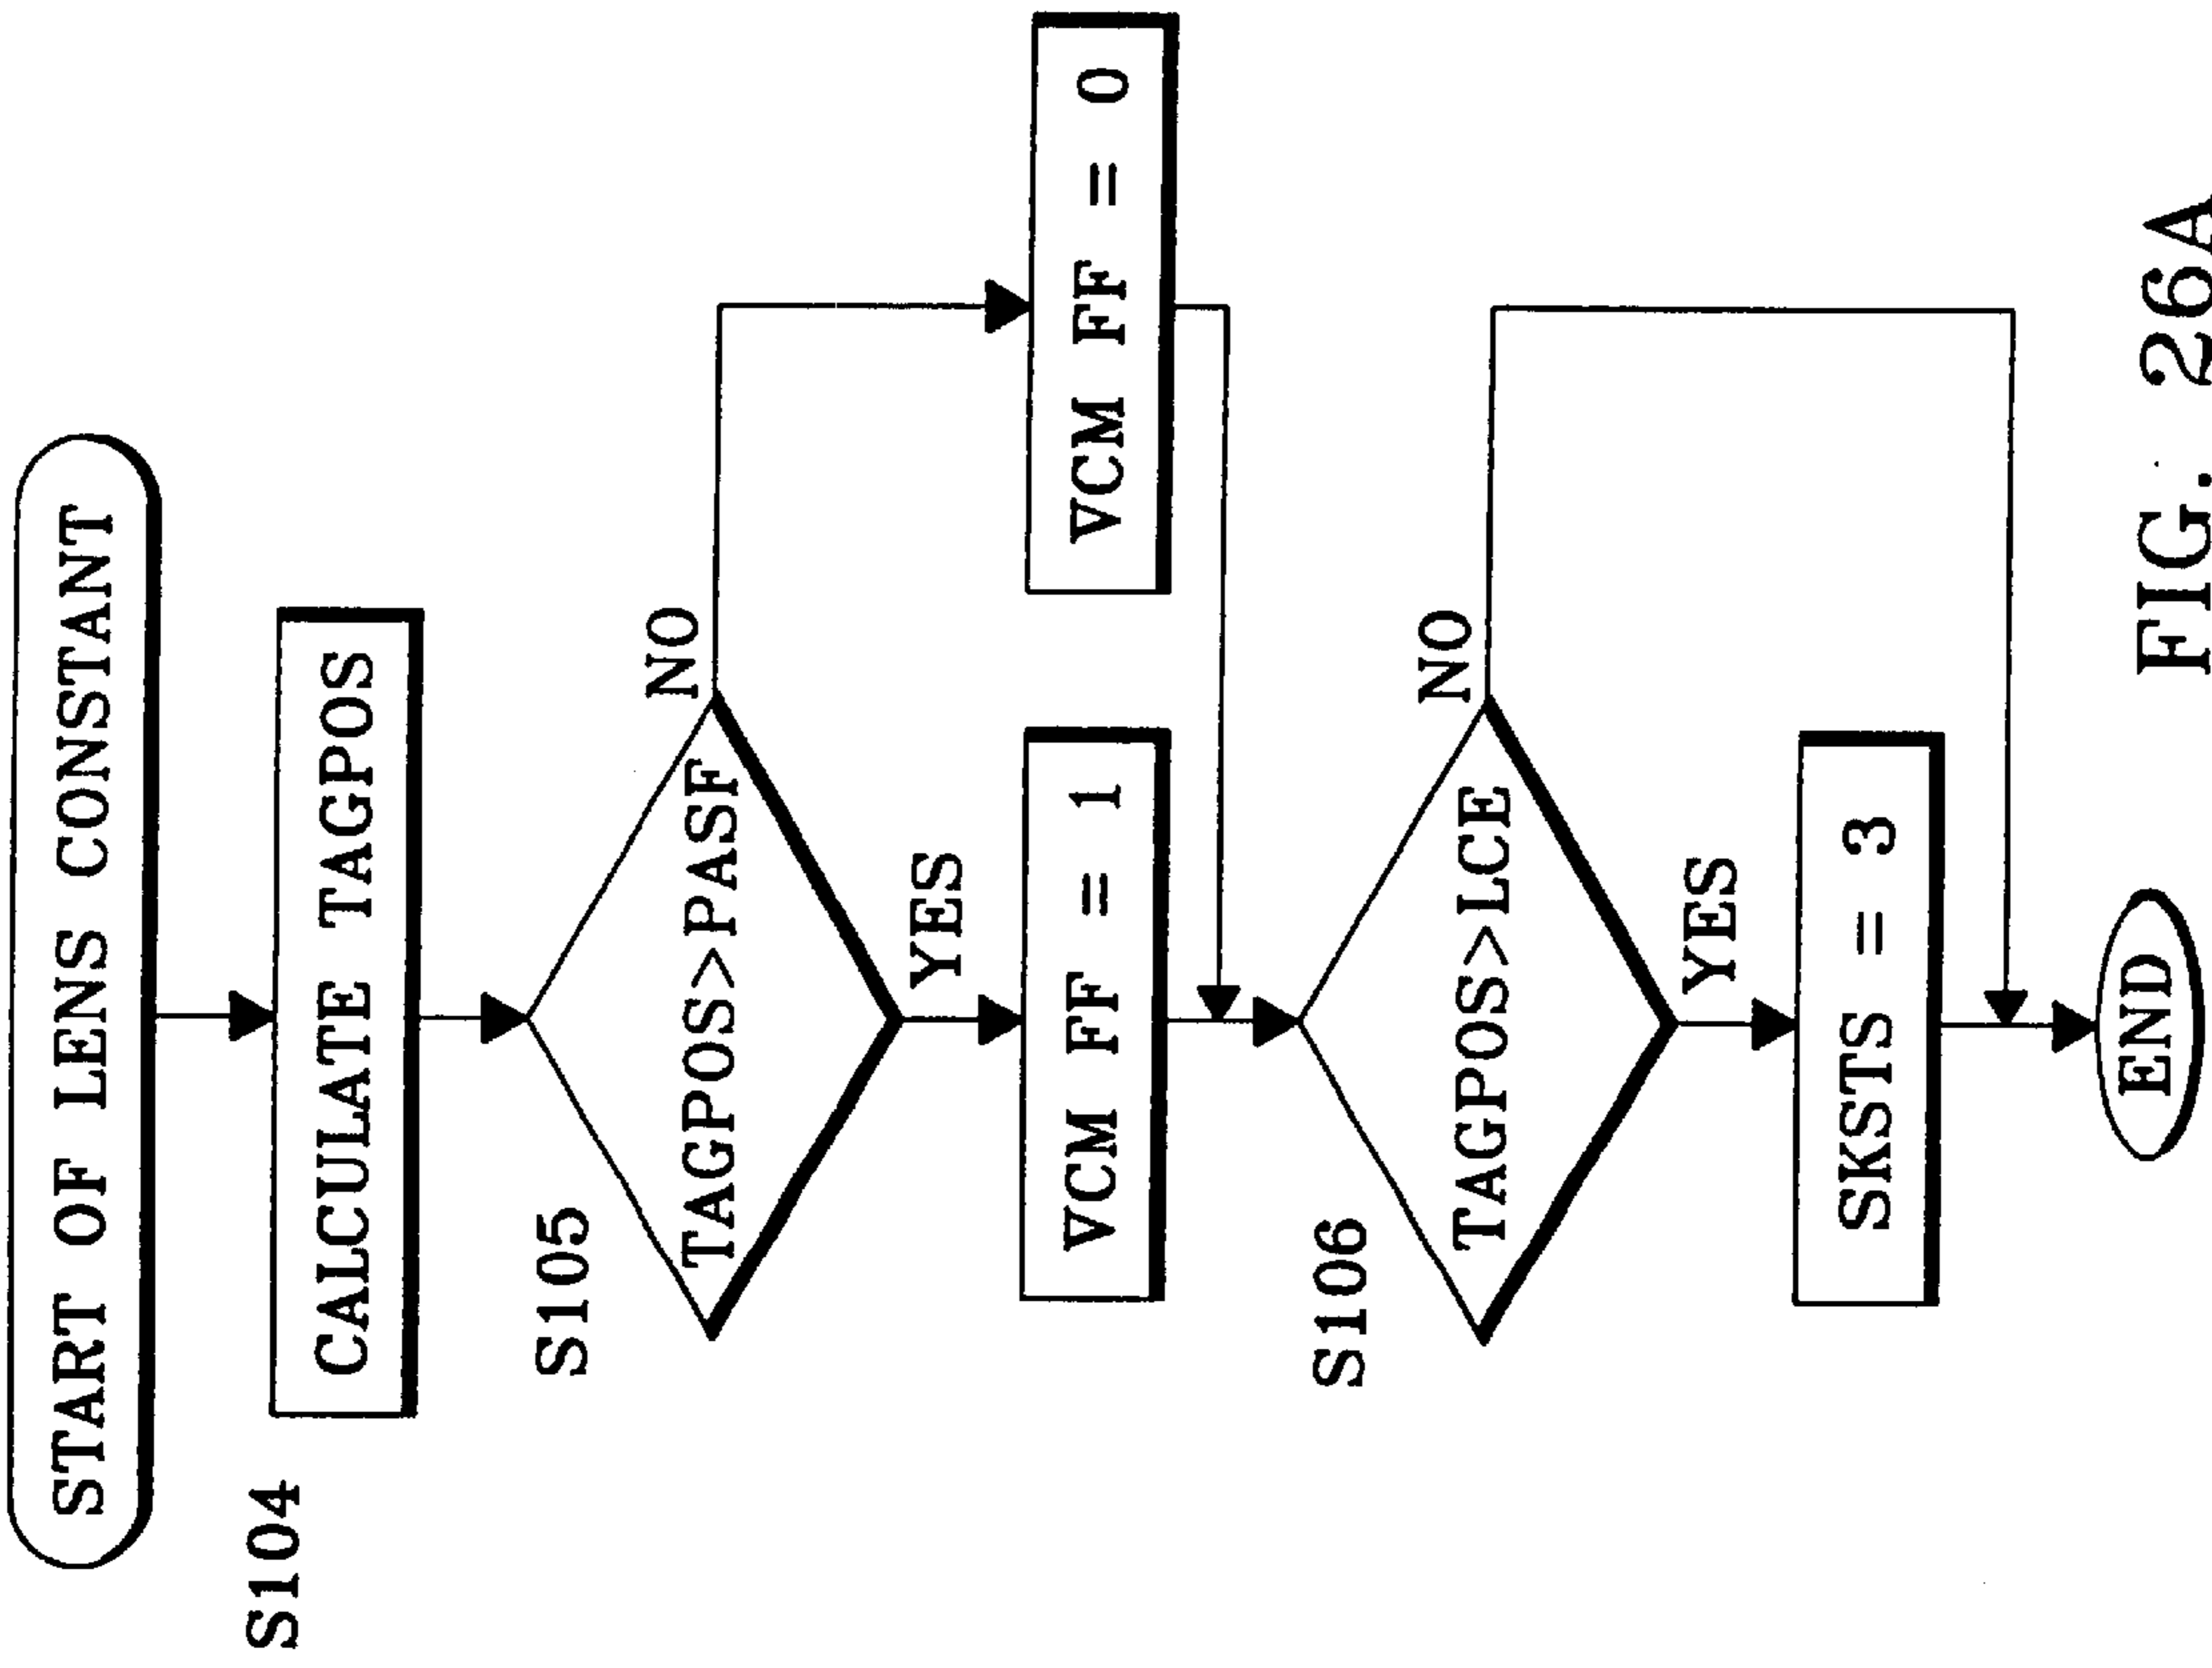 START OF LENS CONSTANT
S104
CALCULATE TAGPOS
S105
TAGPOS>PASF
NO
YES
VCM FF = 1
VCM FF = 0
S106
TAGPOS>LCE
NO
YES
SKSTS = 3
END
FIG. 26A